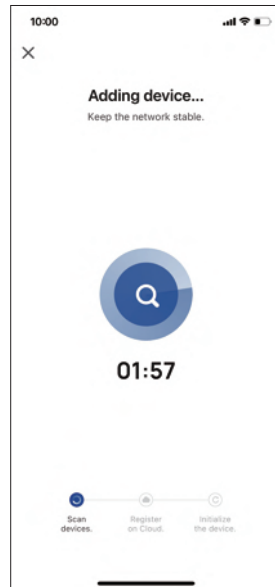 10:00
Adding device...
Keep the network stable.
01:57
Scan devices.
Register on Cloud.
Initialize the device.